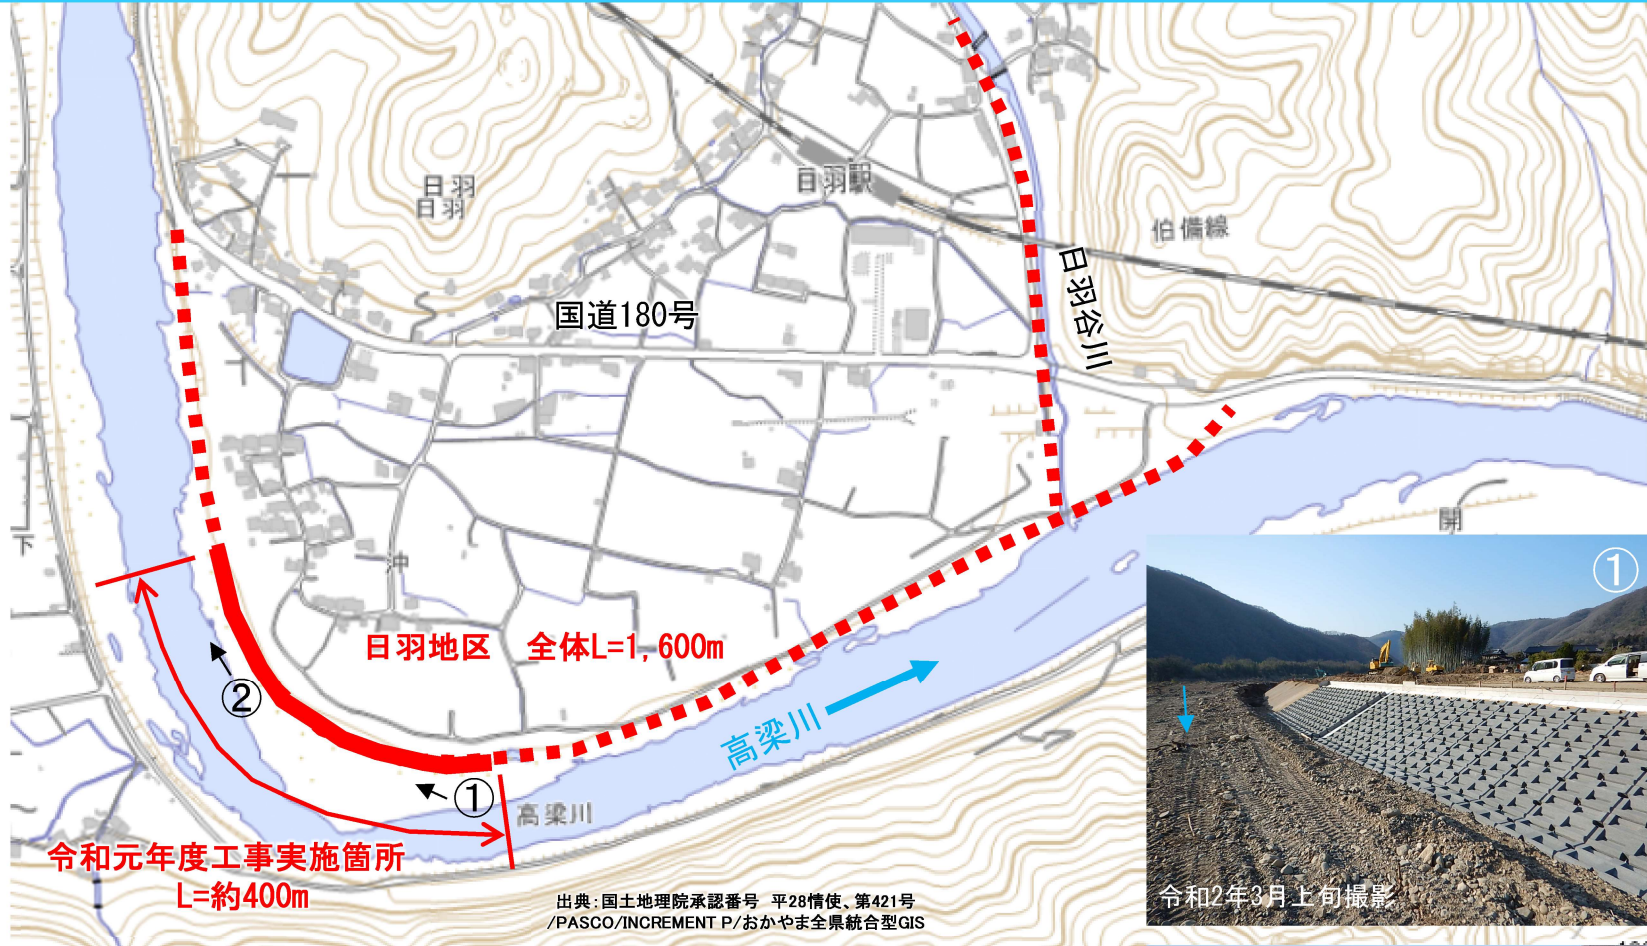 日羽
日羽
日羽駅
伯備線
国道180号
日羽谷川
下
開
中
①
日羽地区　全体L=1,600m
②
高梁川
①
高梁川
令和元年度工事実施箇所
L=約400m
令和2年3月上旬撮影
出典：国土地理院承認番号　平28情使、第421号
/PASCO/INCREMENT P/おかやま全県統合型GIS